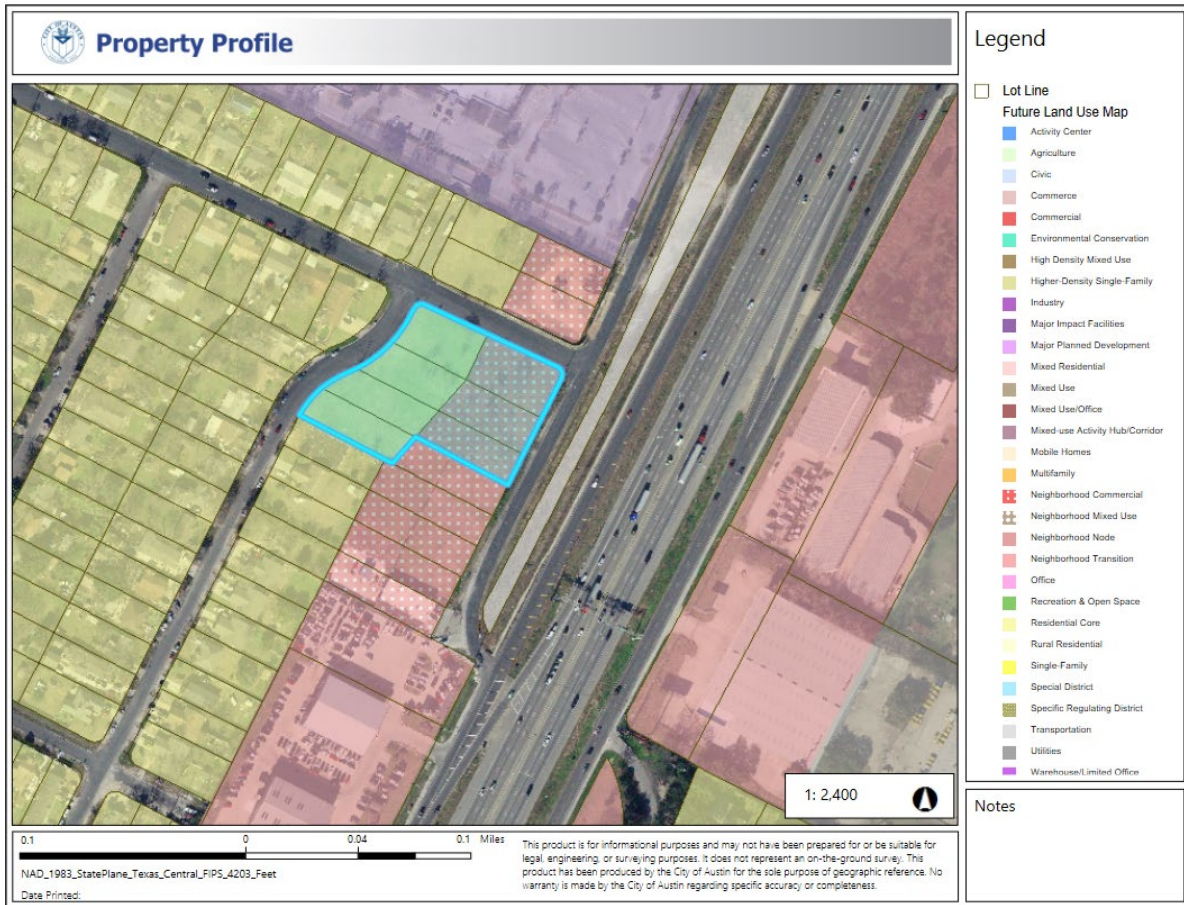 CITY OF AUSTIN
Property Profile
Legend
Lot Line
Future Land Use Map
Activity Center
Agriculture
Civic
Commerce
Commercial
Environmental Conservation
High Density Mixed Use
Higher-Density Single-Family
Industry
Major Impact Facilities
Major Planned Development
Mixed Residential
Mixed Use
Mixed Use/Office
Mixed-use Activity Hub/Corridor
Mobile Homes
Multifamily
Neighborhood Commercial
Neighborhood Mixed Use
Neighborhood Node
Neighborhood Transition
Office
Recreation & Open Space
Residential Core
Rural Residential
Single-Family
Special District
Specific Regulating District
Transportation
Utilities
Warehouse/Limited Office
1: 2,400
Notes
0.1 0 0.04 0.1 Miles
NAD_1983_StatePlane_Texas_Central_FIPS_4203_Feet
Date Printed:
This product is for informational purposes and may not have been prepared for or be suitable for
legal, engineering, or surveying purposes. It does not represent an on-the-ground survey. This
product has been produced by the City of Austin for the sole purpose of geographic reference. No
warranty is made by the City of Austin regarding specific accuracy or completeness.